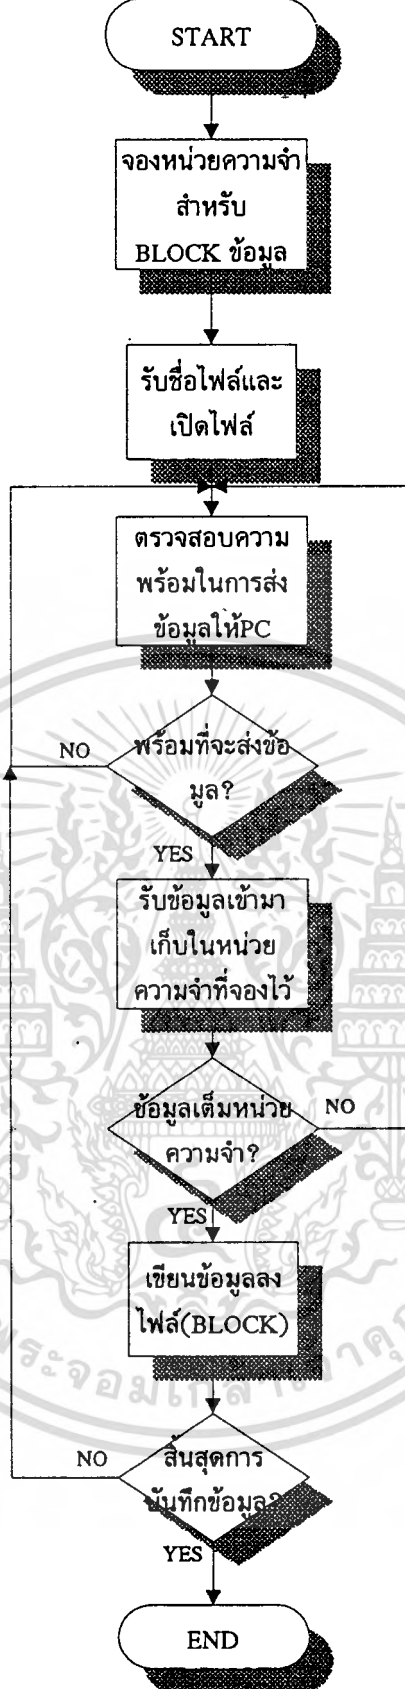 START
จองหน่วยความจำ
สำหรับ
BLOCK ข้อมูล
รับชื่อไฟล์และ
เปิดไฟล์
ตรวจสอบความ
พร้อมในการส่ง
ข้อมูลให้PC
NO
พร้อมที่จะส่งข้อ
มูล?
YES
รับข้อมูลเข้ามา
เก็บในหน่วย
ความจำที่จองไว้
ข้อมูลเต็มหน่วย
ความจำ?
NO
YES
เขียนข้อมูลลง
ไฟล์(BLOCK)
NO
สิ้นสุดการ
บันทึกข้อมูล?
YES
END